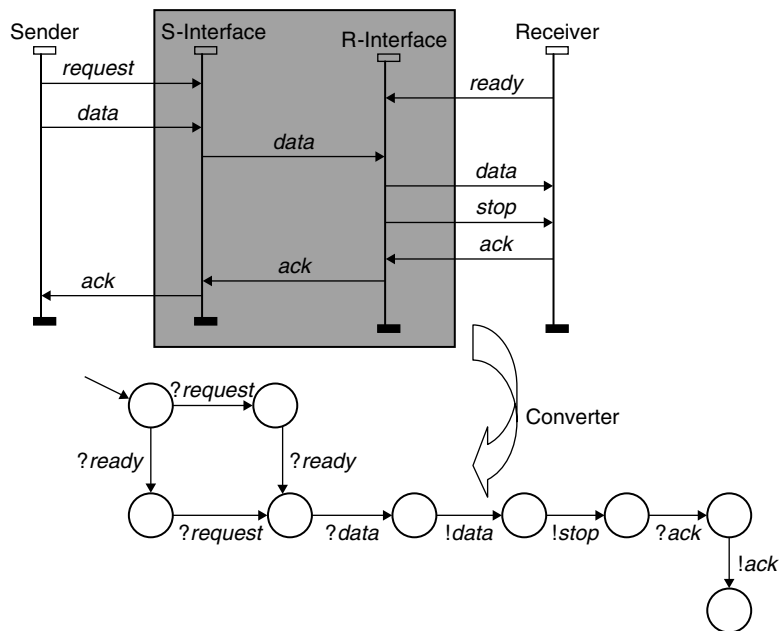 Sender
S-Interface
R-Interface
Receiver
request
ready
data
data
data
stop
ack
ack
ack
?request
Converter
?ready
?ready
?request
?data
!data
!stop
?ack
!ack